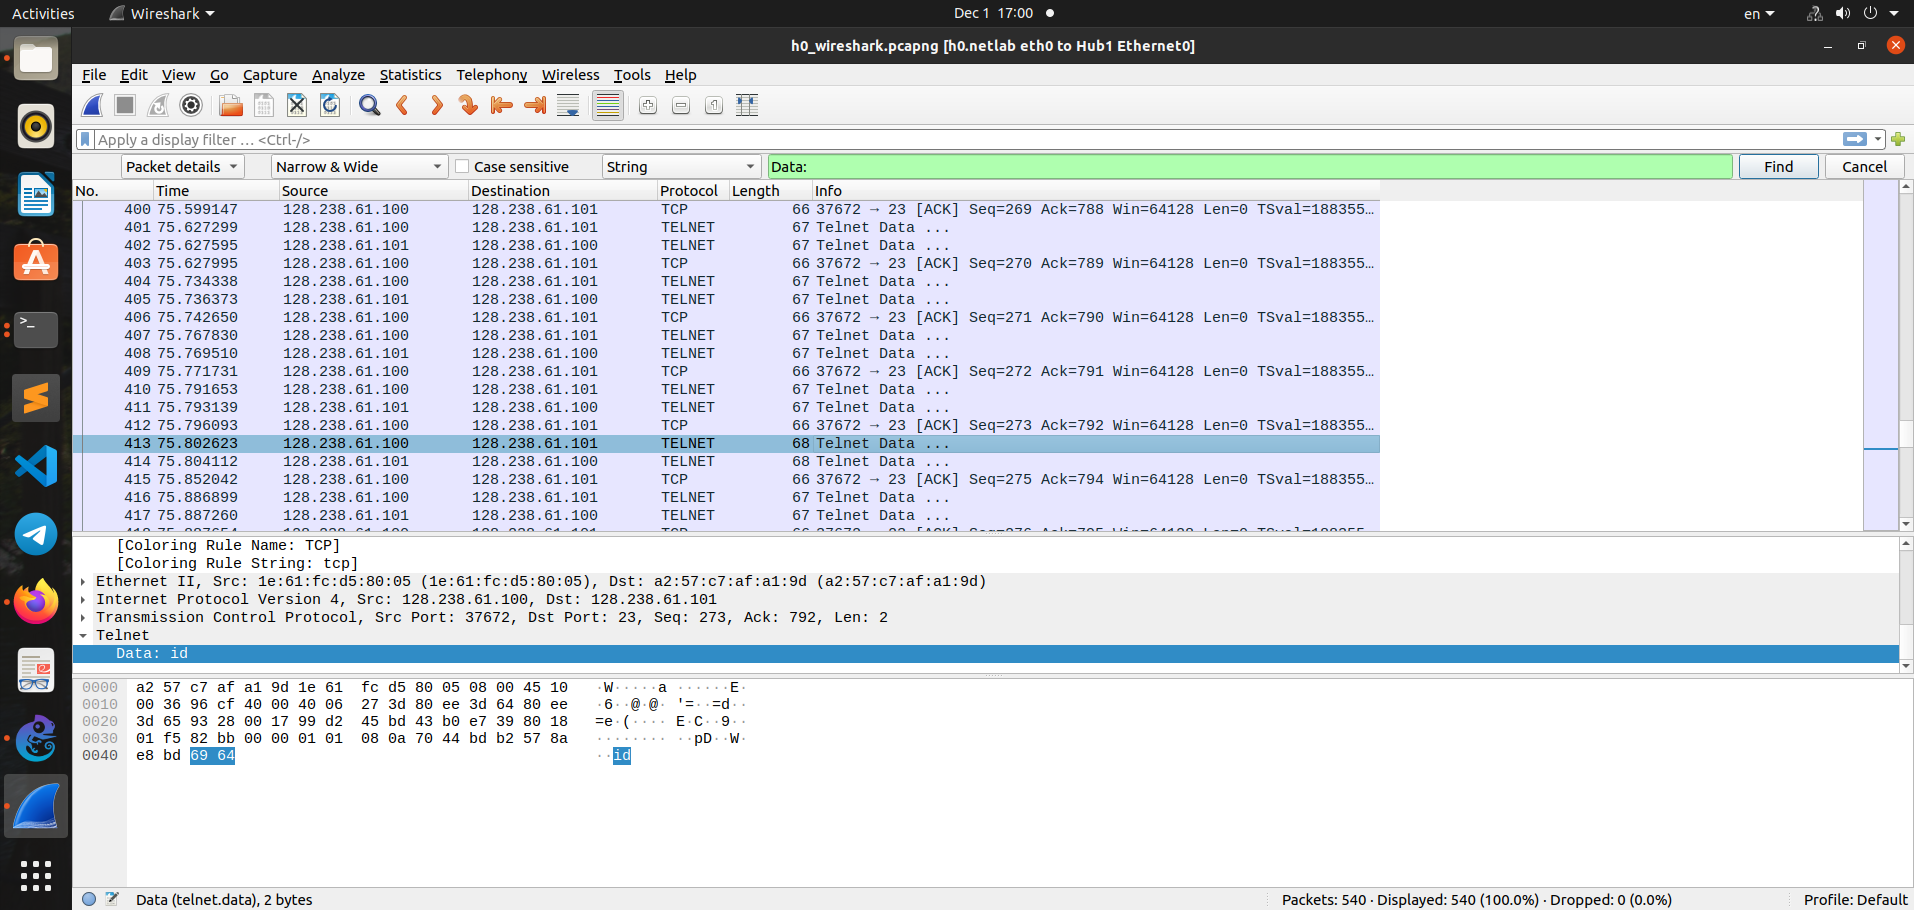 Activities Wireshark Dec 1 17:00 en
h0_wireshark.pcapng [h0.netlab eth0 to Hub1 Ethernet0]
File Edit View Go Capture Analyze Statistics Telephony Wireless Tools Help
Apply a display filter … <Ctrl-/>
Packet details Narrow & Wide Case sensitive String Data: Find Cancel
No. Time Source Destination Protocol Length Info
400 75.599147 128.238.61.100 128.238.61.101 TCP 66 37672 → 23 [ACK] Seq=269 Ack=788 Win=64128 Len=0 TSval=188355…
401 75.627299 128.238.61.100 128.238.61.101 TELNET 67 Telnet Data ...
402 75.627595 128.238.61.101 128.238.61.100 TELNET 67 Telnet Data ...
403 75.627995 128.238.61.100 128.238.61.101 TCP 66 37672 → 23 [ACK] Seq=270 Ack=789 Win=64128 Len=0 TSval=188355…
404 75.734338 128.238.61.100 128.238.61.101 TELNET 67 Telnet Data ...
405 75.736373 128.238.61.101 128.238.61.100 TELNET 67 Telnet Data ...
406 75.742650 128.238.61.100 128.238.61.101 TCP 66 37672 → 23 [ACK] Seq=271 Ack=790 Win=64128 Len=0 TSval=188355…
407 75.767830 128.238.61.100 128.238.61.101 TELNET 67 Telnet Data ...
408 75.769510 128.238.61.101 128.238.61.100 TELNET 67 Telnet Data ...
409 75.771731 128.238.61.100 128.238.61.101 TCP 66 37672 → 23 [ACK] Seq=272 Ack=791 Win=64128 Len=0 TSval=188355…
410 75.791653 128.238.61.100 128.238.61.101 TELNET 67 Telnet Data ...
411 75.793139 128.238.61.101 128.238.61.100 TELNET 67 Telnet Data ...
412 75.796093 128.238.61.100 128.238.61.101 TCP 66 37672 → 23 [ACK] Seq=273 Ack=792 Win=64128 Len=0 TSval=188355…
413 75.802623 128.238.61.100 128.238.61.101 TELNET 68 Telnet Data ...
414 75.804112 128.238.61.101 128.238.61.100 TELNET 68 Telnet Data ...
415 75.852042 128.238.61.100 128.238.61.101 TCP 66 37672 → 23 [ACK] Seq=275 Ack=794 Win=64128 Len=0 TSval=188355…
416 75.886899 128.238.61.100 128.238.61.101 TELNET 67 Telnet Data ...
417 75.887260 128.238.61.101 128.238.61.100 TELNET 67 Telnet Data ...
[Coloring Rule Name: TCP]
[Coloring Rule String: tcp]
Ethernet II, Src: 1e:61:fc:d5:80:05 (1e:61:fc:d5:80:05), Dst: a2:57:c7:af:a1:9d (a2:57:c7:af:a1:9d)
Internet Protocol Version 4, Src: 128.238.61.100, Dst: 128.238.61.101
Transmission Control Protocol, Src Port: 37672, Dst Port: 23, Seq: 273, Ack: 792, Len: 2
Telnet
Data: id
0000 a2 57 c7 af a1 9d 1e 61 fc d5 80 05 08 00 45 10 ·W·····a ······E·
0010 00 36 96 cf 40 00 40 06 27 3d 80 ee 3d 64 80 ee ·6··@·@· '=··=d··
0020 3d 65 93 28 00 17 99 d2 45 bd 43 b0 e7 39 80 18 =e·(···· E·C··9··
0030 01 f5 82 bb 00 00 01 01 08 0a 70 44 bd b2 57 8a ········ ··pD··W·
0040 e8 bd 69 64 ··id
Data (telnet.data), 2 bytes Packets: 540 · Displayed: 540 (100.0%) · Dropped: 0 (0.0%) Profile: Default